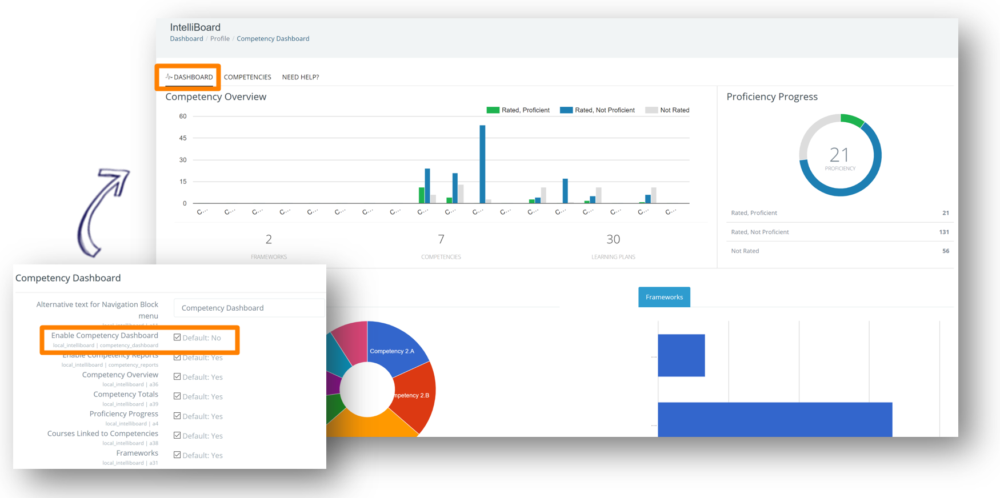 IntelliBoard
Dashboard / Profile / Competency Dashboard
DASHBOARD COMPETENCIES NEED HELP?
Competency Overview
Rated, Proficient Rated, Not Proficient Not Rated
60
45
30
15
0
C... C... C... C... C... C... C... C... C... C... C... C... C... C... C... C... C... C...
2 7 30
FRAMEWORKS COMPETENCIES LEARNING PLANS
Proficiency Progress
21
PROFICIENCY
Rated, Proficient 21
Rated, Not Proficient 131
Not Rated 56
Frameworks
Competency 2.A
mpetency 2.B
...
...
Competency Dashboard
Alternative text for Navigation Block
menu
Competency Dashboard
local_intelliboard | a11
Enable Competency Dashboard
Default: No
local_intelliboard | competency_dashboard
Enable Competency Reports
Default: Yes
local_intelliboard | competency_reports
Competency Overview
Default: Yes
local_intelliboard | a36
Competency Totals
Default: Yes
local_intelliboard | a39
Proficiency Progress
Default: Yes
local_intelliboard | a4
Courses Linked to Competencies
Default: Yes
local_intelliboard | a38
Frameworks
Default: Yes
local_intelliboard | a31